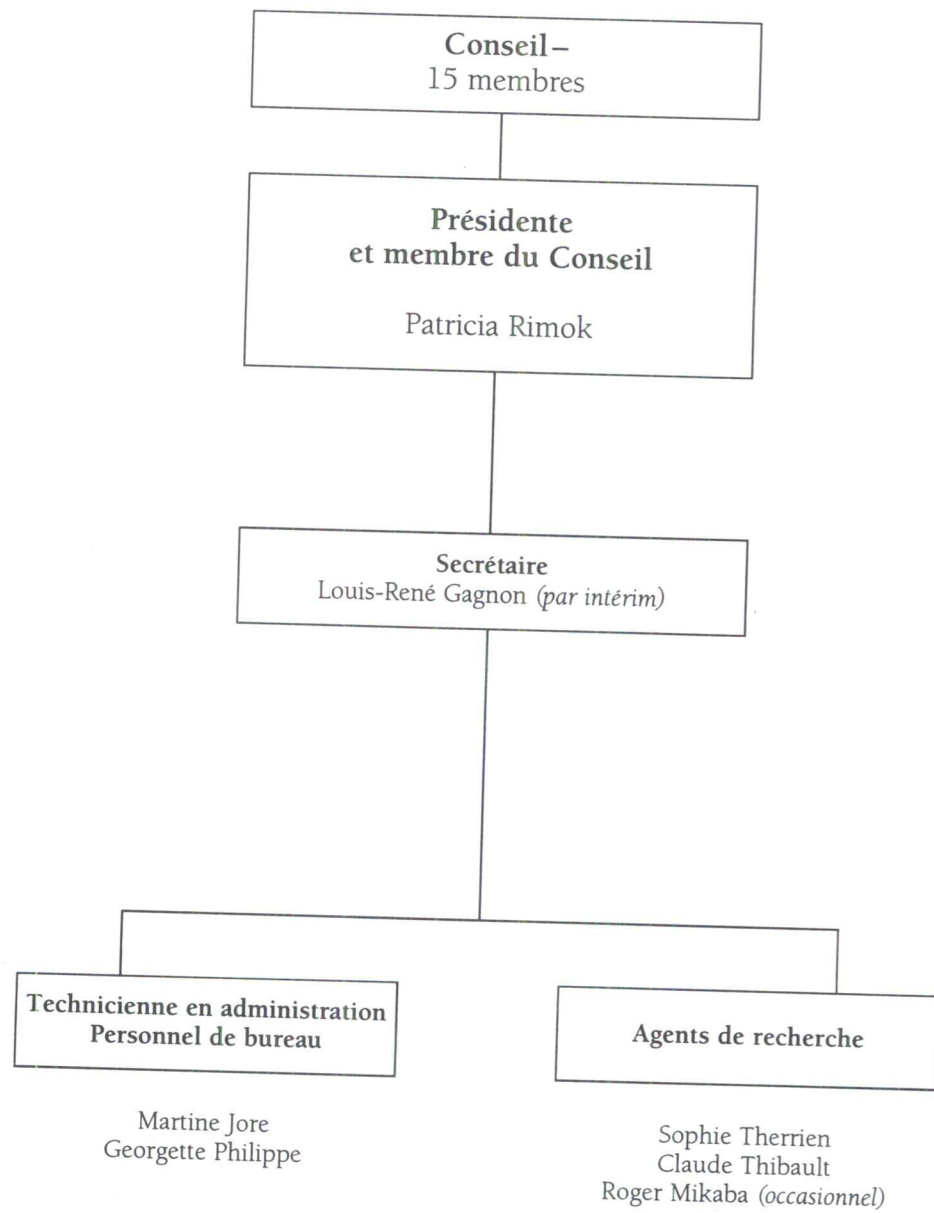 Conseil–
15 membres
Présidente
et membre du Conseil
Patricia Rimok
Secrétaire
Louis-René Gagnon (par intérim)
Technicienne en administration
Personnel de bureau
Martine Jore
Georgette Philippe
Agents de recherche
Sophie Therrien
Claude Thibault
Roger Mikaba (occasionnel)